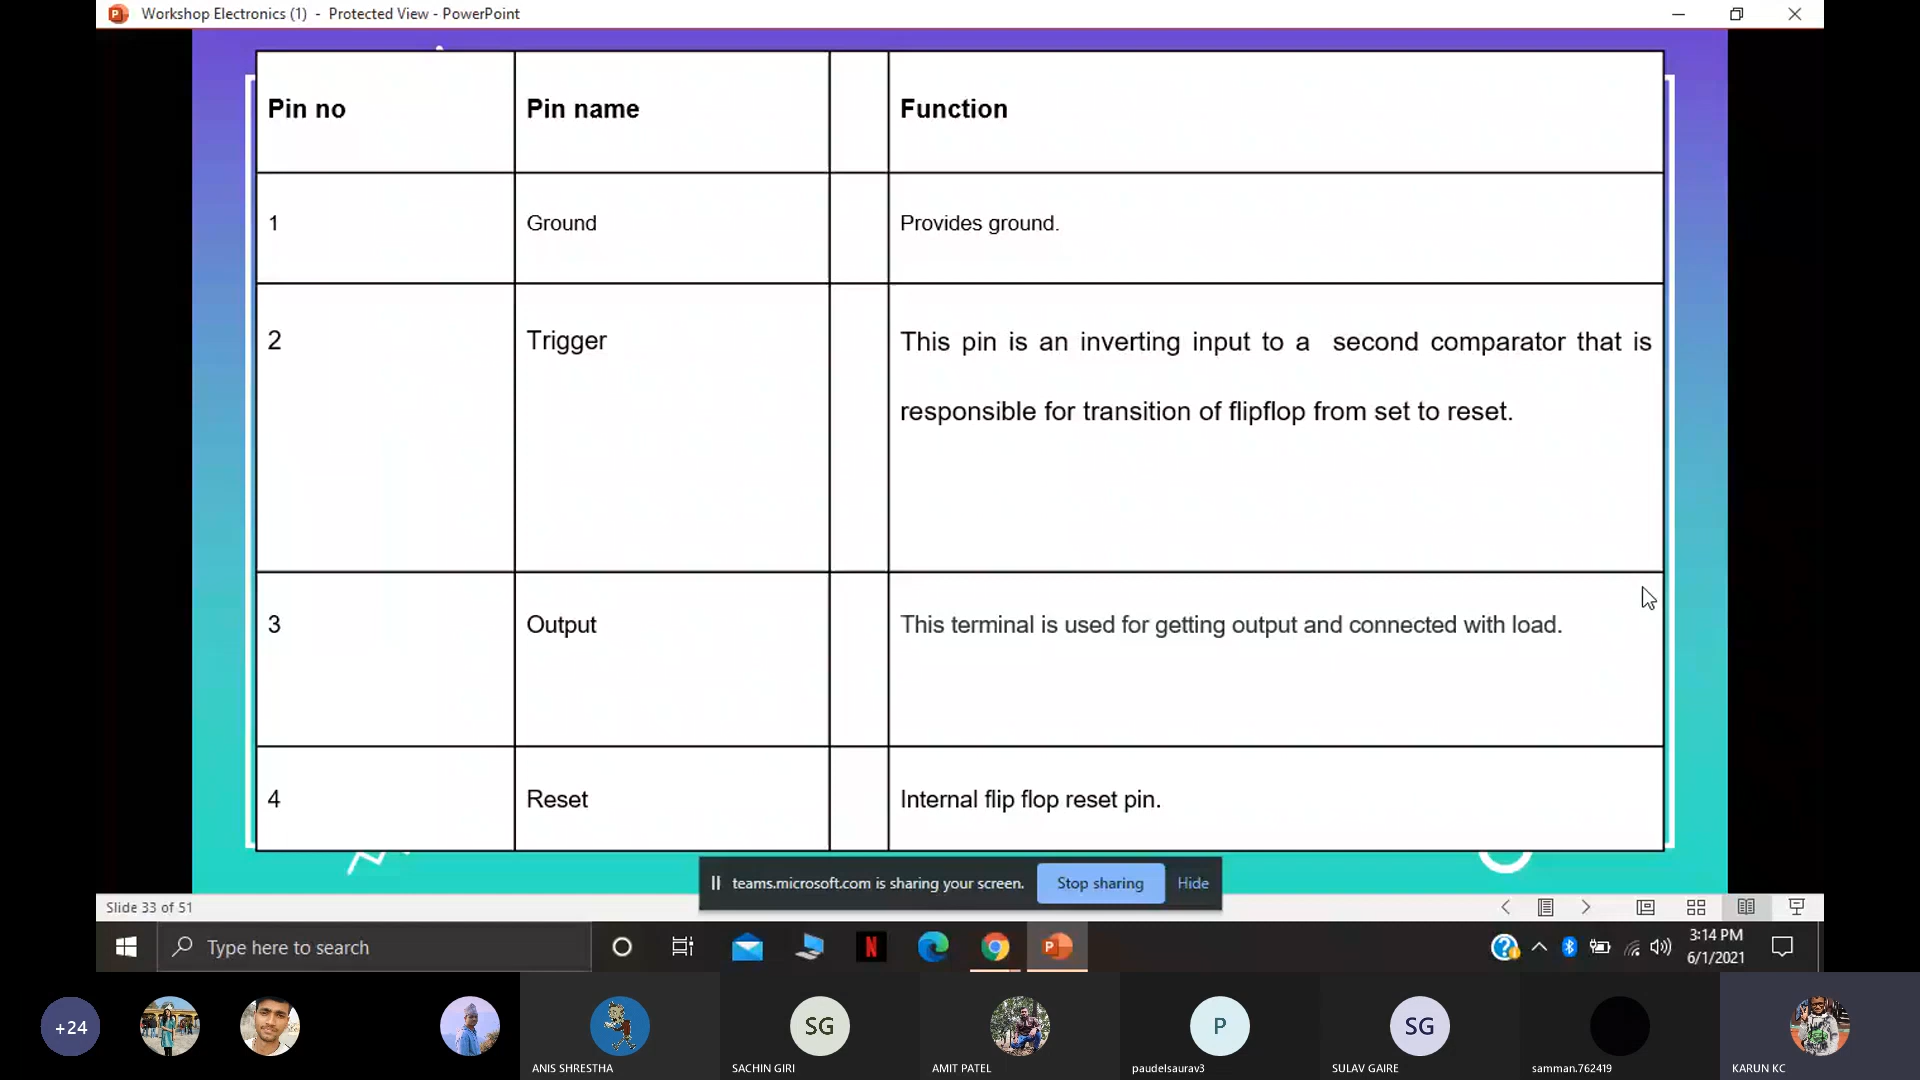 Workshop Electronics (1) - Protected View - PowerPoint
Pin no Pin name Function
1 Ground Provides ground.
2 Trigger This pin is an inverting input to a second comparator that is
responsible for transition of flipflop from set to reset.
3 Output This terminal is used for getting output and connected with load.
4 Reset Internal flip flop reset pin.
teams.microsoft.com is sharing your screen. Stop sharing Hide
Slide 33 of 51
Type here to search
N
P
3:14 PM
6/1/2021
+24
SG
P
SG
ANIS SHRESTHA
SACHIN GIRI
AMIT PATEL
paudelsaurav3
SULAV GAIRE
samman.762419
KARUN KC